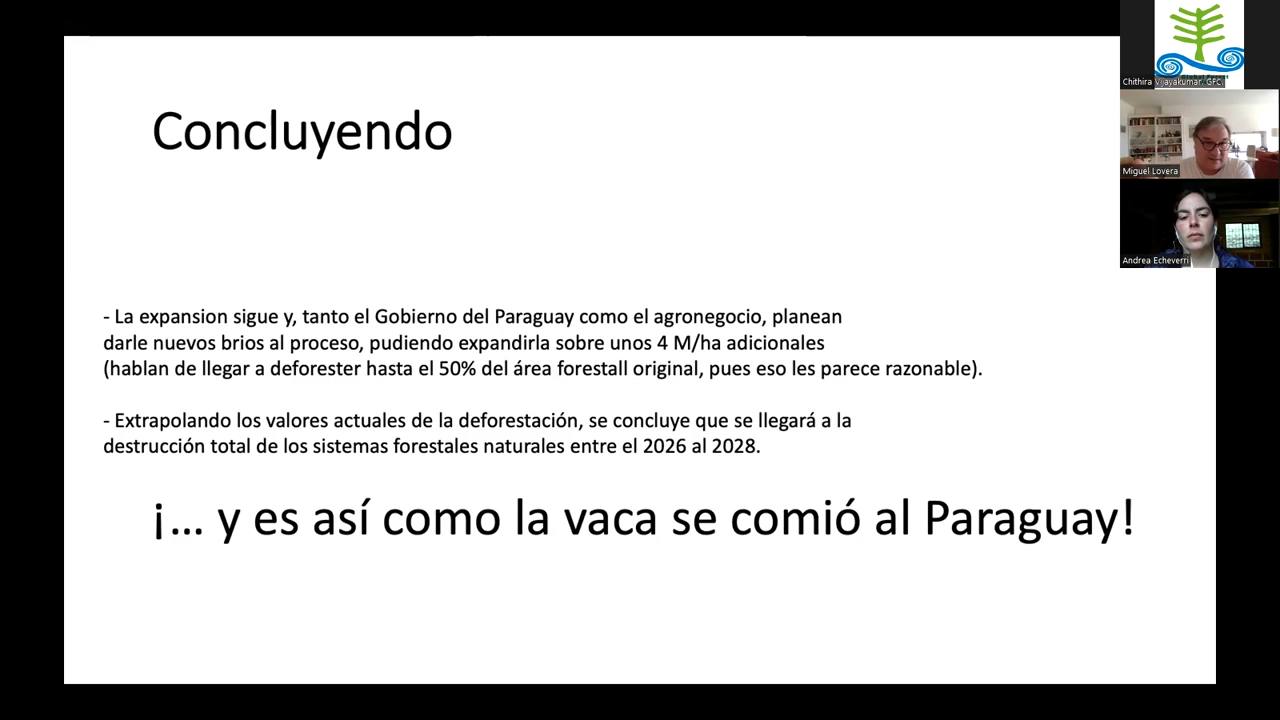 Concluyendo
- La expansion sigue y, tanto el Gobierno del Paraguay como el agronegocio, planean
darle nuevos brios al proceso, pudiendo expandirla sobre unos 4 M/ha adicionales
(hablan de llegar a deforester hasta el 50% del área forestall original, pues eso les parece razonable).
- Extrapolando los valores actuales de la deforestación, se concluye que se llegará a la
destrucción total de los sistemas forestales naturales entre el 2026 al 2028.
¡... y es así como la vaca se comió al Paraguay!
Chithira Vijayakumar. GFC.
Miguel Lovera
Andrea Echeverri